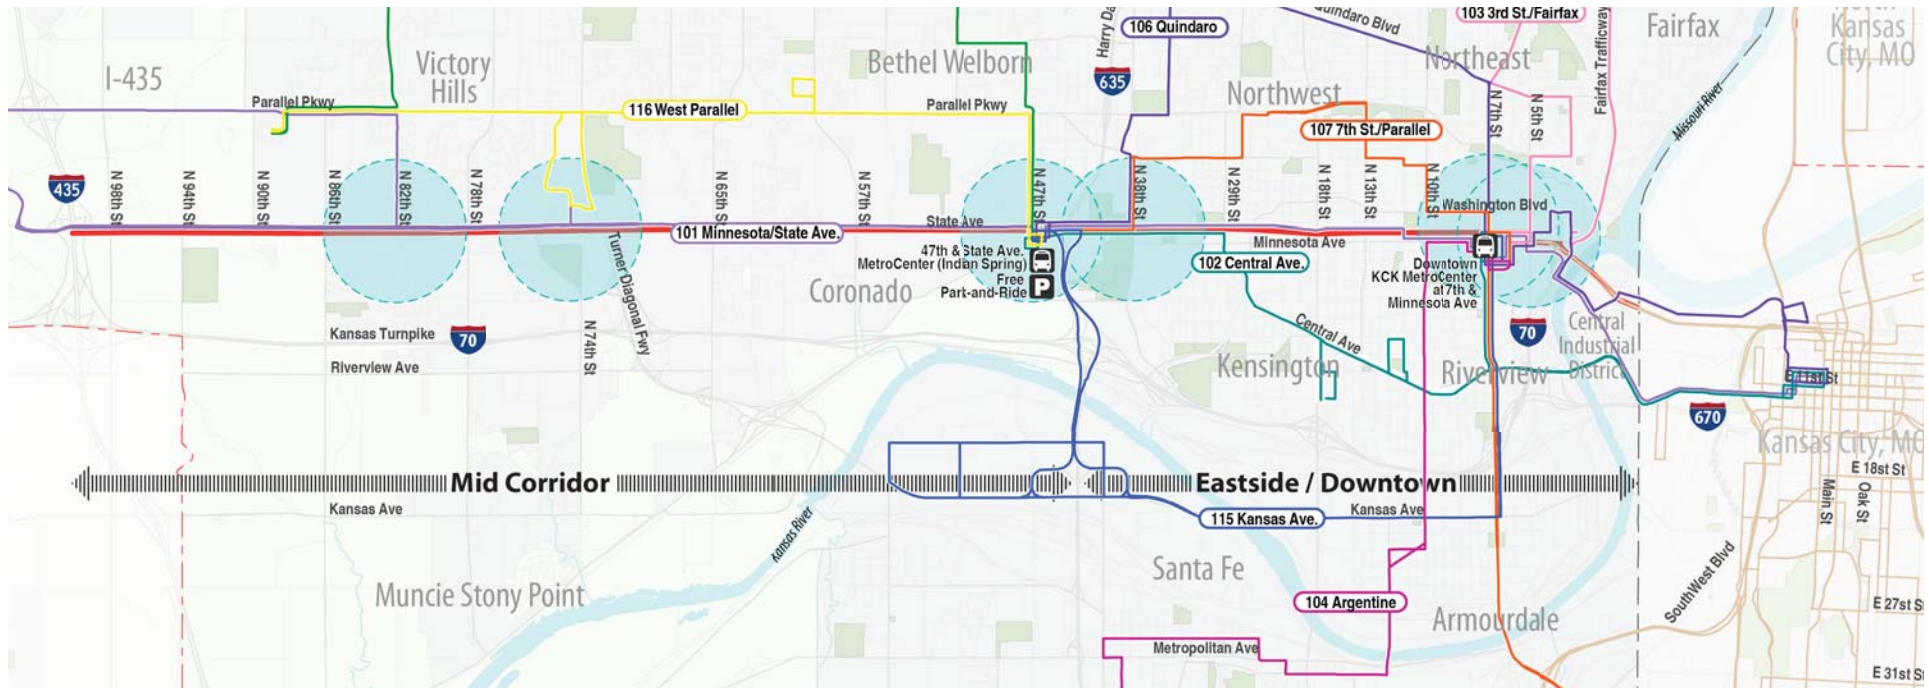 106 Quindaro
Harry
Quindaro Blvd
103 3rd St./Fairfax
Fairfax Trafficway
Fairfax
Kansas
City, MO
I-435
Victory
Hills
Bethel Welborn
635
Northeast
Northwest
Missouri River
Parallel Pkwy
116 West Parallel
Parallel Pkwy
107 7th St./Parallel
N 7th St
N 5th St
435
N 98th St
N 94th St
N 90th St
N 86th St
N 82th St
N 78th St
N 65th St
N 57th St
N 47th St
N 38th St
N 29th St
N 18th St
N 13th St
N 10th St
Washington Blvd
State Ave
101 Minnesota/State Ave.
Minnesota Ave
Turner Diagonal Fwy
47th & State Ave.
MetroCenter (Indian Spring)
Free
Park-and-Ride
P
102 Central Ave.
Downtown
KCK MetroCenter
at 7th &
Minnesota Ave
Coronado
Kansas Turnpike
70
N 74th St
Central Ave
70
Central
Industrial
District
Riverview Ave
Kensington
Riverview
E 11st St
670
Kansas City, MO
Mid Corridor
Eastside / Downtown
E 18st St
Main St
Oak St
Kansas Ave
Kansas River
115 Kansas Ave.
Kansas Ave
Santa Fe
Muncie Stony Point
104 Argentine
Armourdale
SouthWest Blvd
E 27st S
Metropolitan Ave
E 31st S